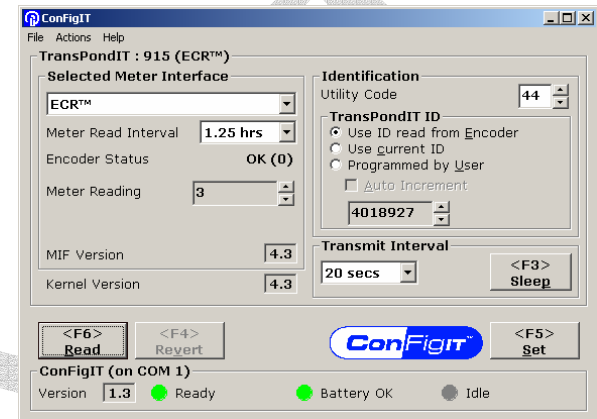 ConFigIT
File Actions Help
TransPondIT : 915 (ECR™)
Selected Meter Interface
ECR™
Meter Read Interval 1.25 hrs
Encoder Status OK (0)
Meter Reading 3
MIF Version 4.3
Kernel Version 4.3
Identification
Utility Code 44
TransPondIT ID
Use ID read from Encoder
Use current ID
Programmed by User
Auto Increment
4018927
Transmit Interval
20 secs
<F3>
Sleep
<F6>
Read
<F4>
Revert
ConFigIT™
<F5>
Set
ConFigIT (on COM 1)
Version 1.3 Ready Battery OK Idle